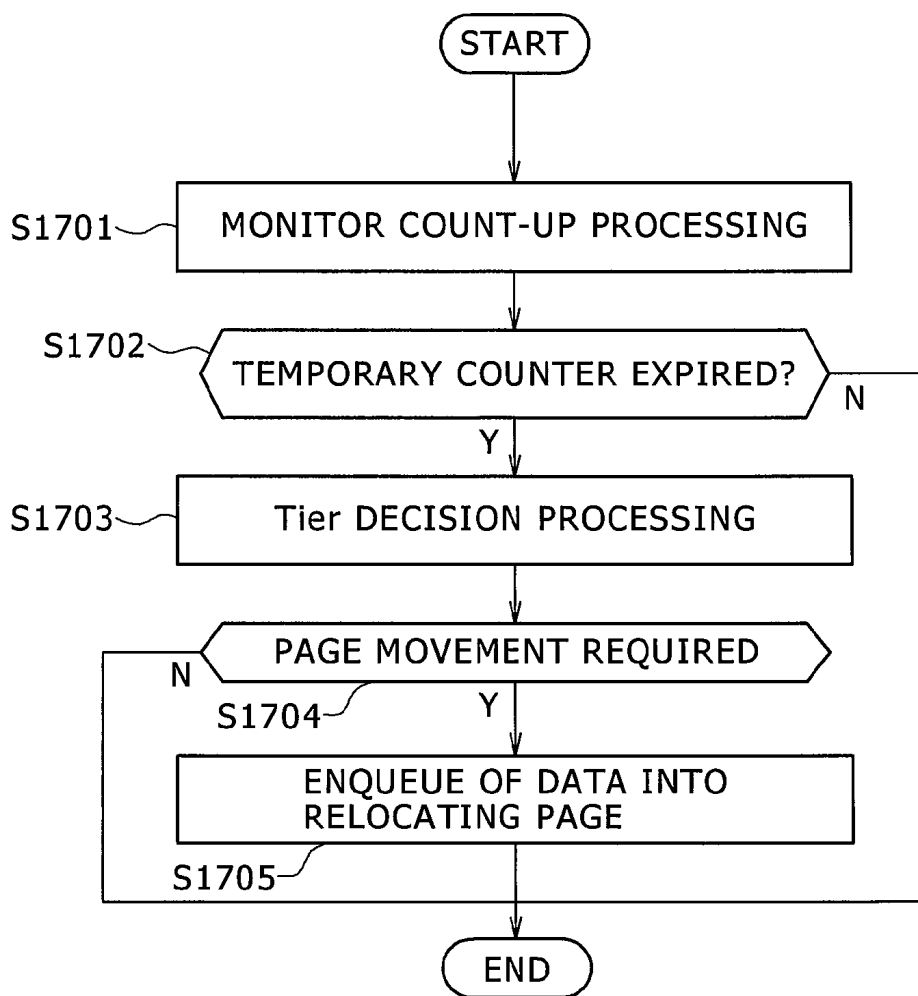 START
S1701
MONITOR COUNT-UP PROCESSING
S1702
TEMPORARY COUNTER EXPIRED?
N
Y
S1703
Tier DECISION PROCESSING
PAGE MOVEMENT REQUIRED
N
S1704
Y
ENQUEUE OF DATA INTO
RELOCATING PAGE
S1705
END